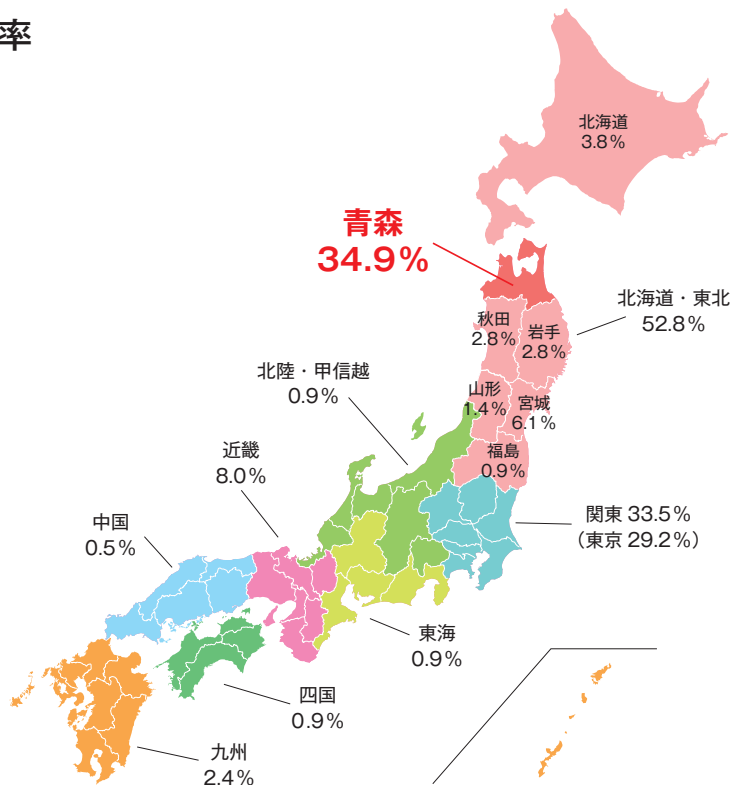 率
北海道
3.8%
青森
34.9%
北海道・東北
52.8%
秋田
2.8%
岩手
2.8%
北陸・甲信越
0.9%
山形
1.4%
宮城
6.1%
近畿
8.0%
福島
0.9%
関東 33.5%
（東京 29.2%）
中国
0.5%
東海
0.9%
四国
0.9%
九州
2.4%